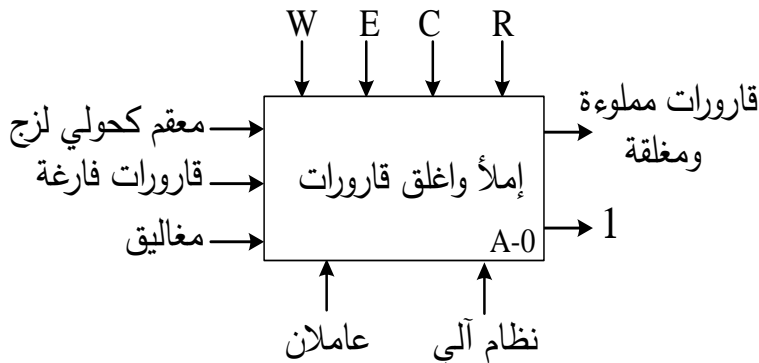 W E C R
معقم كحولي لزج
قارورات فارغة
مغاليق
إملأ واغلق قارورات
A-0
قارورات مملوءة
ومغلقة
1
عاملان
نظام آلي